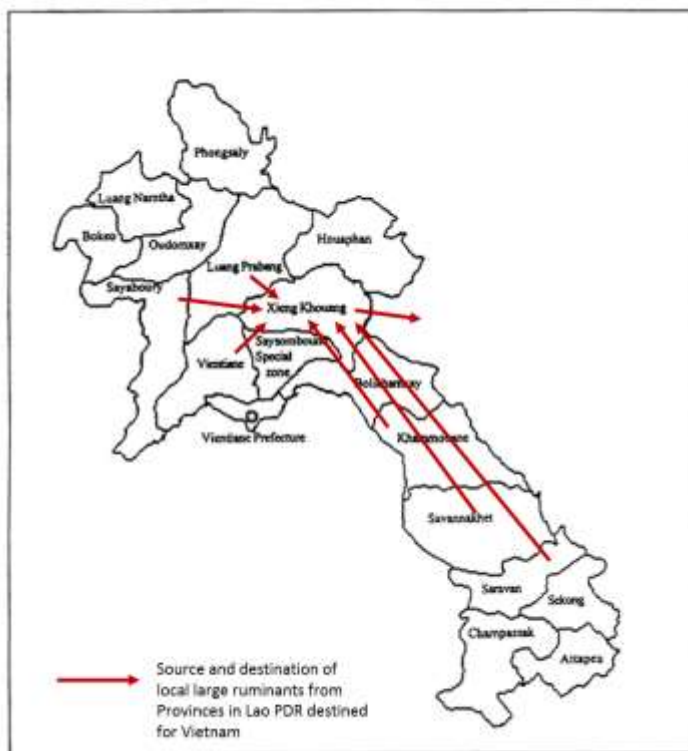 Phongsaly
Luang Namtha
Bokeo
Oudomxay
Houaphan
Luang Prabang
Sayaboury
Xieng Khouang
Vientiane
Saysomboun
Special
zone
Bolikhamxay
Vientiane Prefecture
Khammouane
Savannakhet
Saravan
Sekong
Champassak
Attapeu
Source and destination of
local large ruminants from
Provinces in Lao PDR destined
for Vietnam